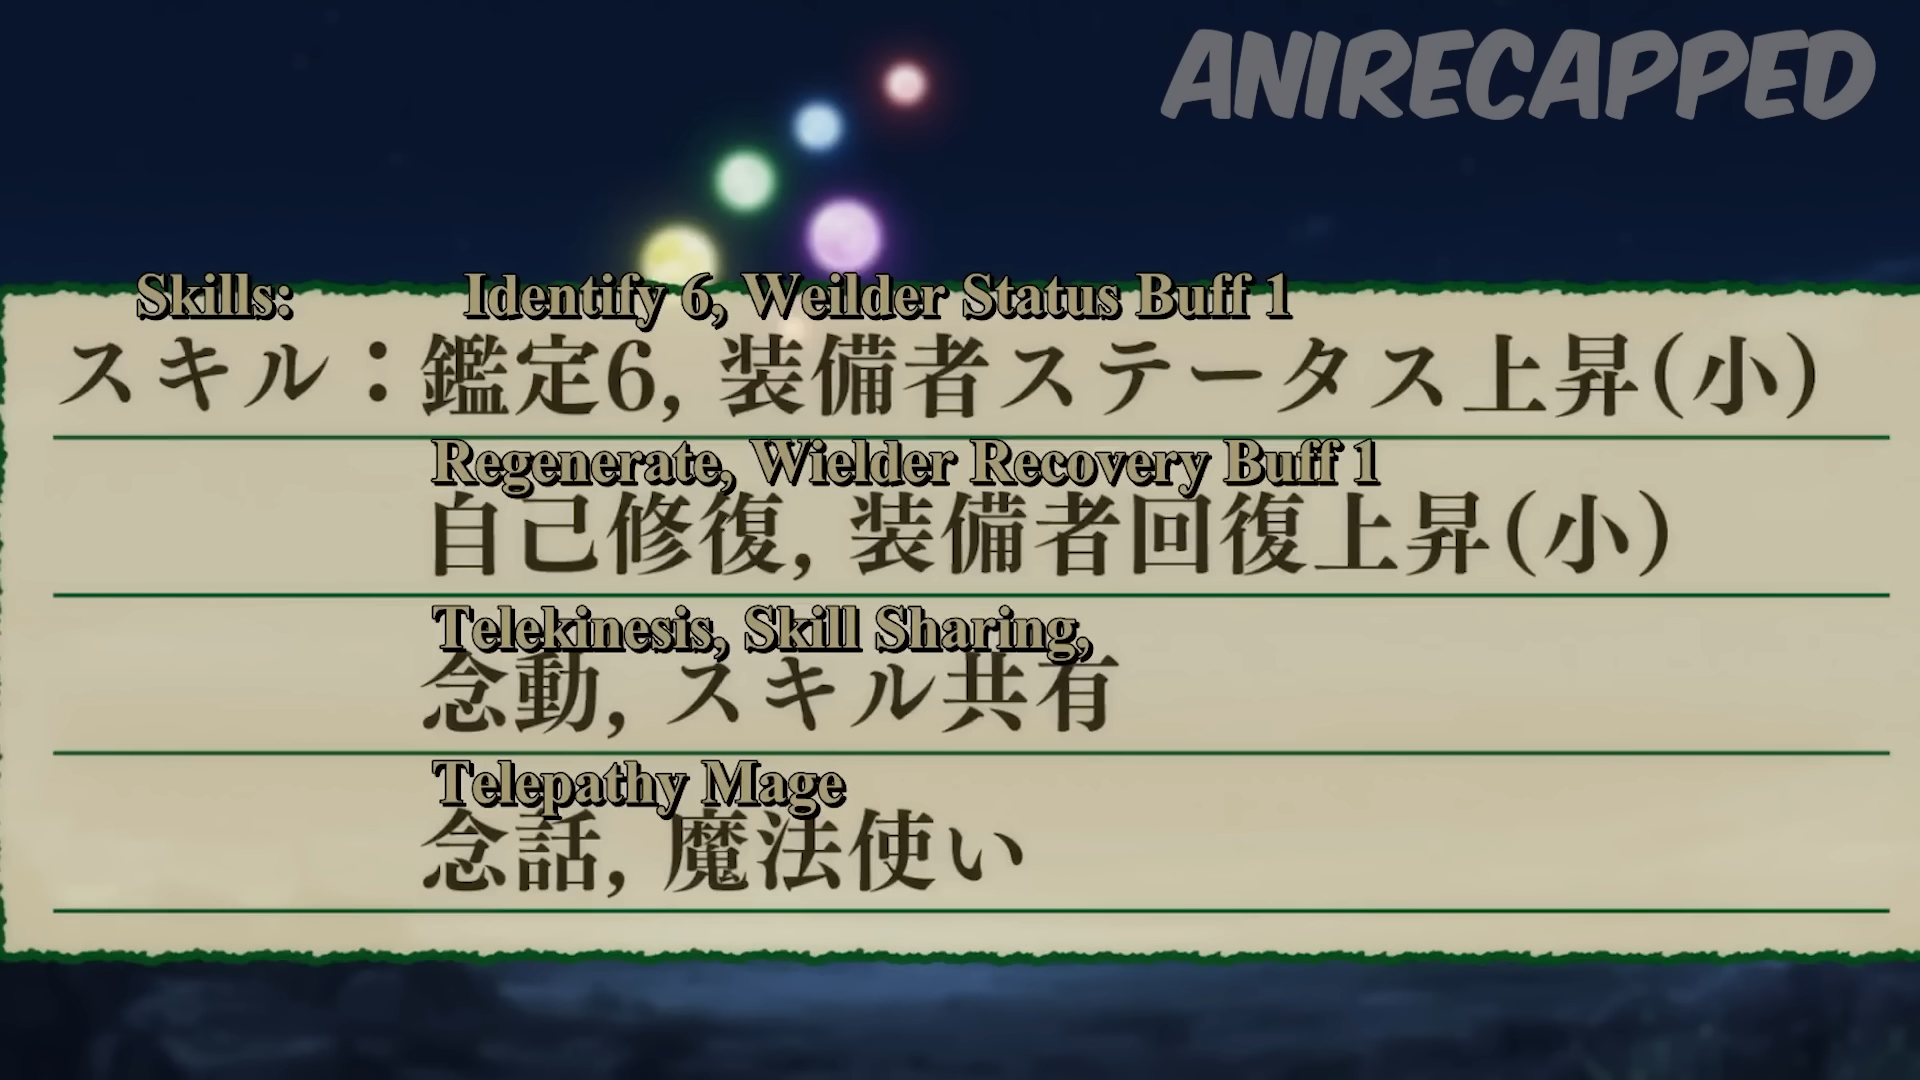 ANIRECAPPED
Skills: Identify 6, Weilder Status Buff 1
スキル：鑑定6, 装備者ステータス上昇(小)
Regenerate, Wielder Recovery Buff 1
自己修復, 装備者回復上昇(小)
Telekinesis, Skill Sharing,
念動, スキル共有
Telepathy Mage
念話, 魔法使い